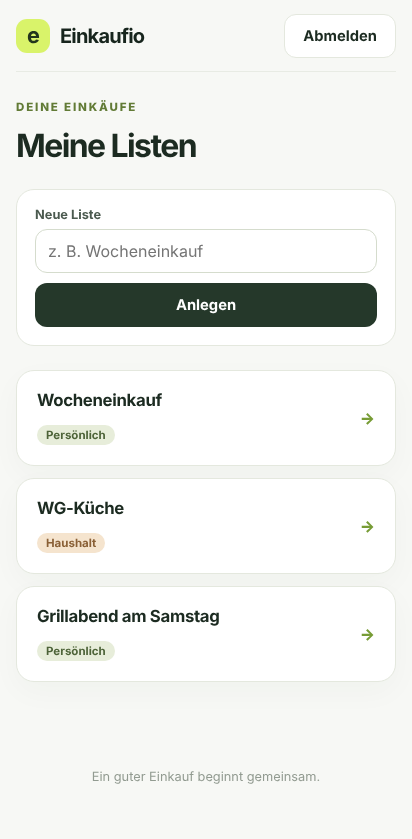 e Einkaufio
Abmelden
DEINE EINKÄUFE
Meine Listen
Neue Liste
z. B. Wocheneinkauf
Anlegen
Wocheneinkauf
Persönlich
→
WG-Küche
Haushalt
→
Grillabend am Samstag
Persönlich
→
Ein guter Einkauf beginnt gemeinsam.